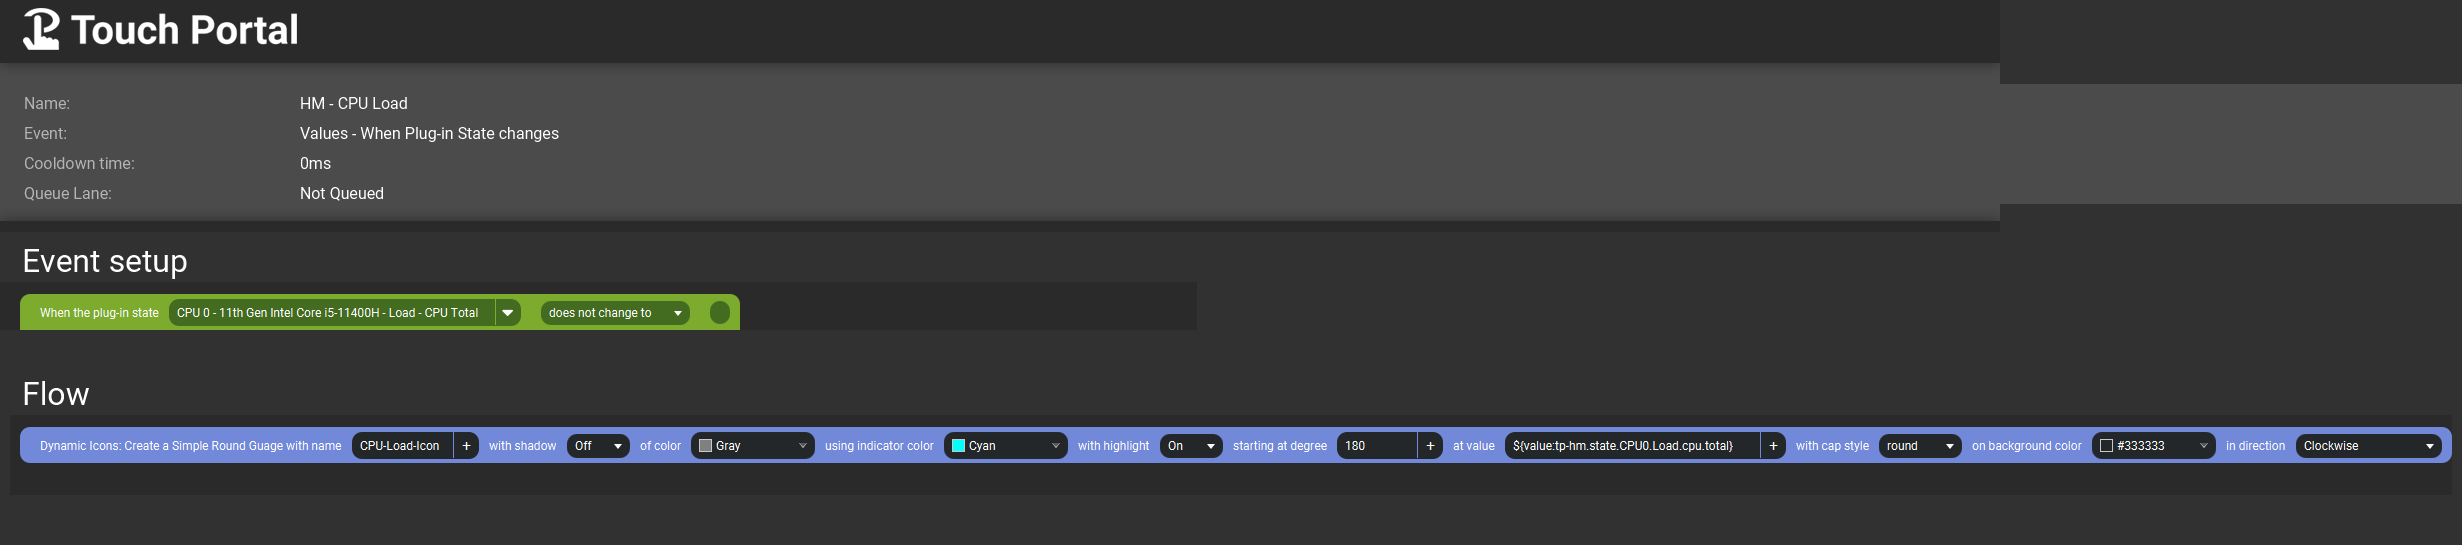 Touch Portal
Name: HM - CPU Load
Event: Values - When Plug-in State changes
Cooldown time: 0ms
Queue Lane: Not Queued
Event setup
When the plug-in state CPU 0 - 11th Gen Intel Core i5-11400H - Load - CPU Total does not change to
Flow
Dynamic Icons: Create a Simple Round Guage with name CPU-Load-Icon + with shadow Off of color Gray using indicator color Cyan with highlight On starting at degree 180 + at value ${value:tp-hm.state.CPU0.Load.cpu.total} + with cap style round on background color #333333 in direction Clockwise